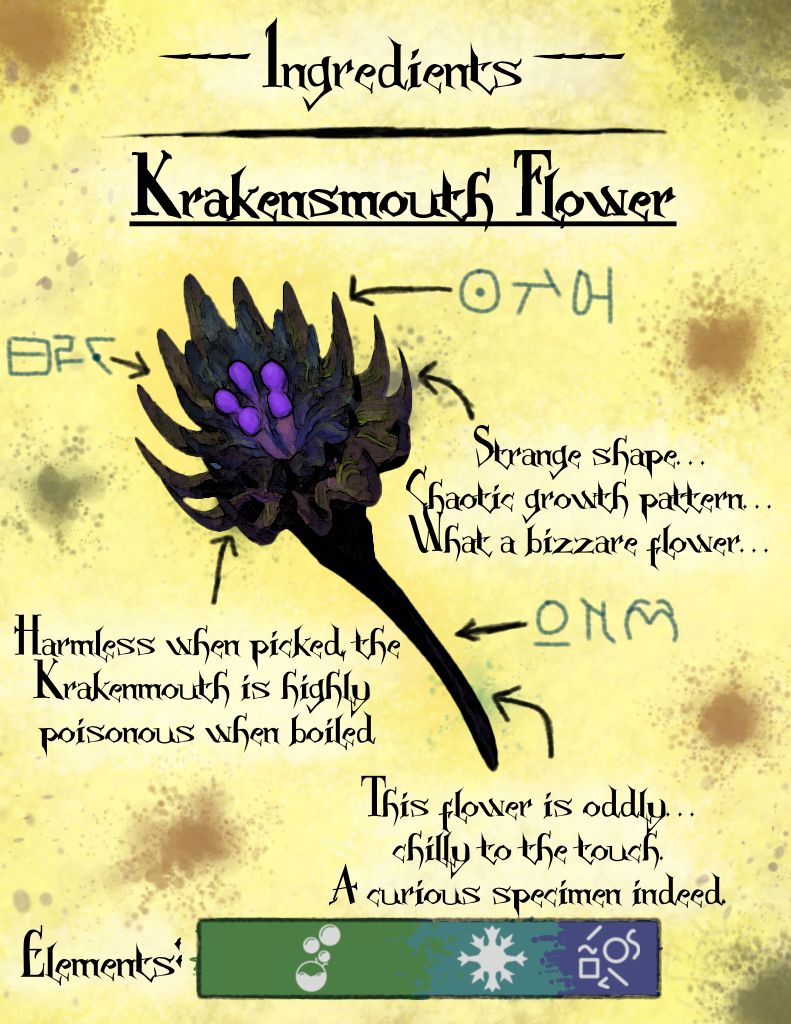 Ingredients
Krakensmouth Flower
Strange shape...
Chaotic growth pattern...
What a bizzare flower...
Harmless when picked, the
Krakenmouth is highly
poisonous when boiled.
This flower is oddly...
chilly to the touch.
A curious specimen indeed.
Elements: